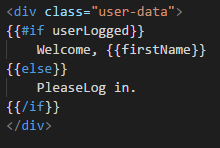 <div class="user-data">
{{#if userLogged}}
    Welcome, {{firstName}}
{{else}}
    PleaseLog in.
{{/if}}
</div>